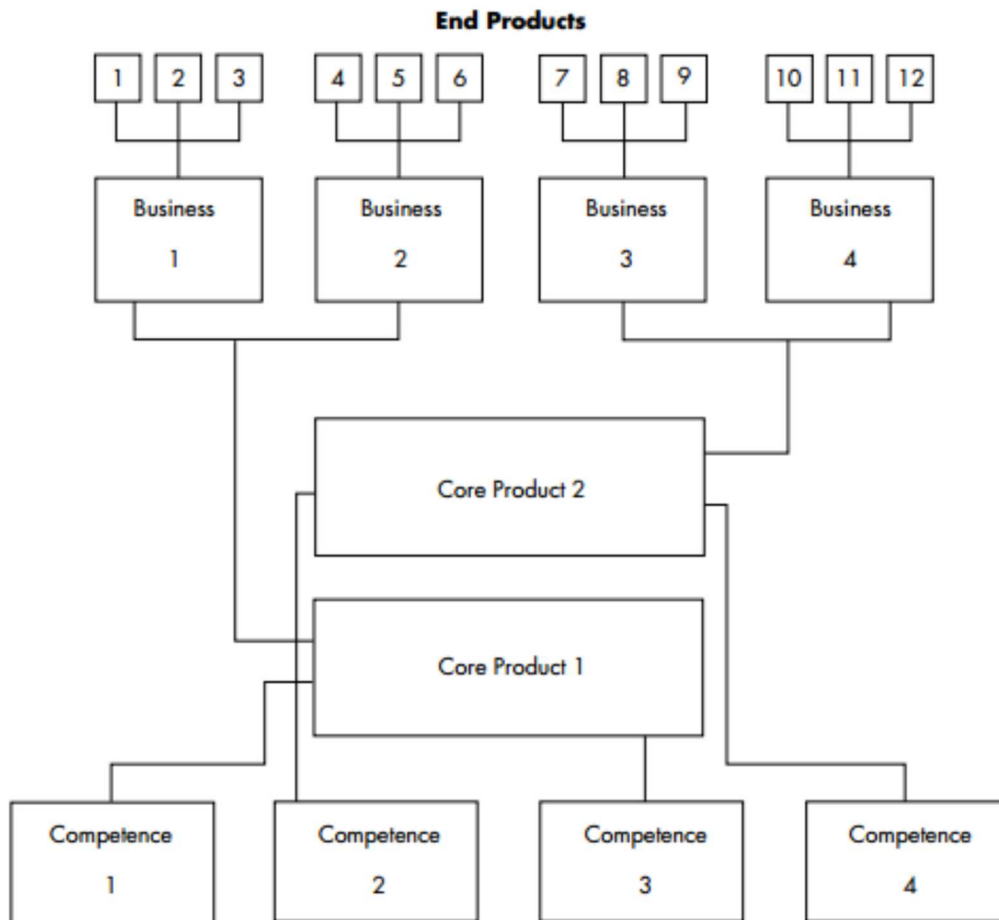 End Products
1 2 3 4 5 6 7 8 9 10 11 12
Business Business Business Business
1 2 3 4
Core Product 2
Core Product 1
Competence Competence Competence Competence
1 2 3 4